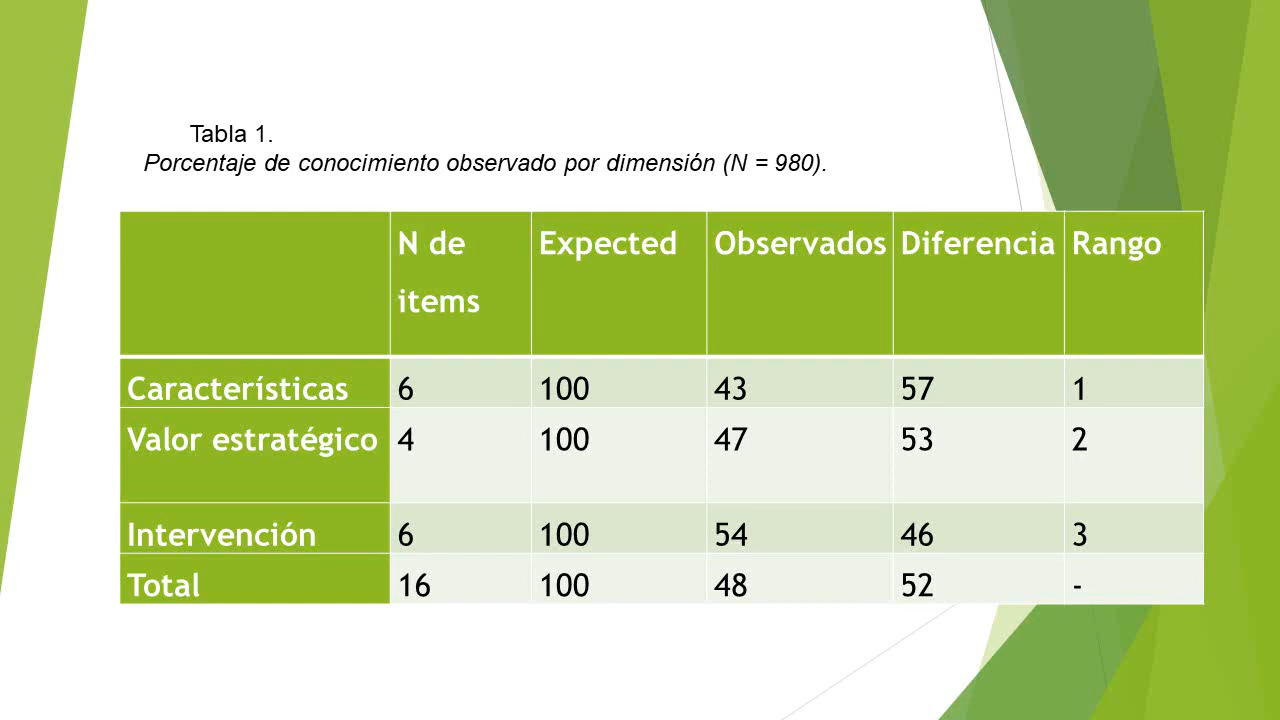 Tabla 1.
Porcentaje de conocimiento observado por dimensión (N = 980).
N de items Expected Observados Diferencia Rango
Características 6 100 43 57 1
Valor estratégico 4 100 47 53 2
Intervención 6 100 54 46 3
Total 16 100 48 52 -